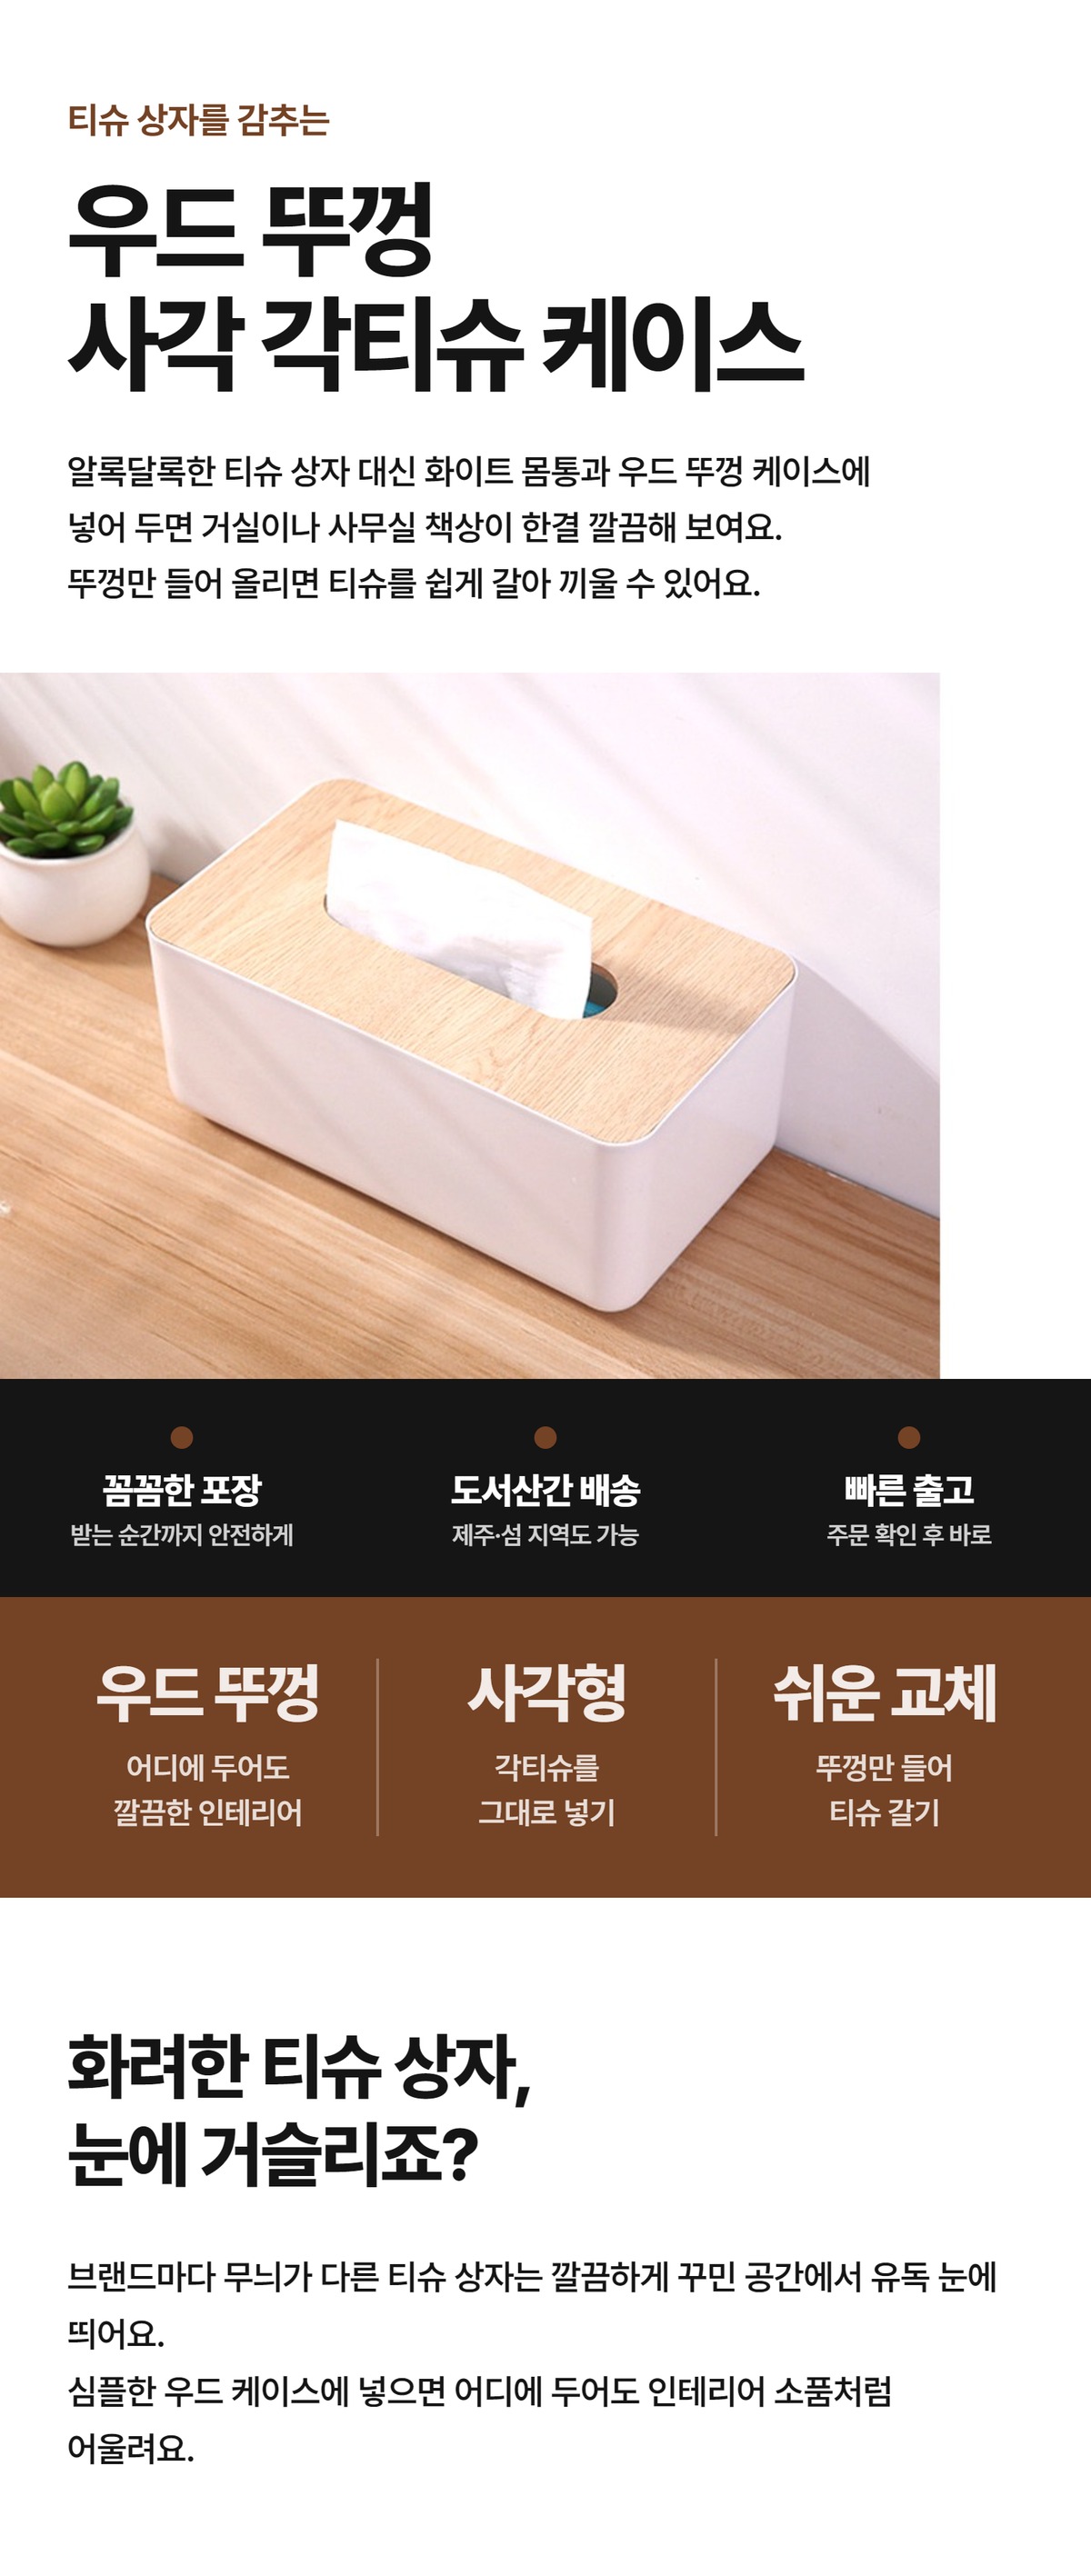 티슈 상자를 감추는
우드 뚜껑
사각 각티슈 케이스
알록달록한 티슈 상자 대신 화이트 몸통과 우드 뚜껑 케이스에
넣어 두면 거실이나 사무실 책상이 한결 깔끔해 보여요.
뚜껑만 들어 올리면 티슈를 쉽게 갈아 끼울 수 있어요.
꼼꼼한 포장
받는 순간까지 안전하게
도서산간 배송
제주·섬 지역도 가능
빠른 출고
주문 확인 후 바로
우드 뚜껑
어디에 두어도
깔끔한 인테리어
사각형
각티슈를
그대로 넣기
쉬운 교체
뚜껑만 들어
티슈 갈기
화려한 티슈 상자,
눈에 거슬리죠?
브랜드마다 무늬가 다른 티슈 상자는 깔끔하게 꾸민 공간에서 유독 눈에
띄어요.
심플한 우드 케이스에 넣으면 어디에 두어도 인테리어 소품처럼
어울려요.